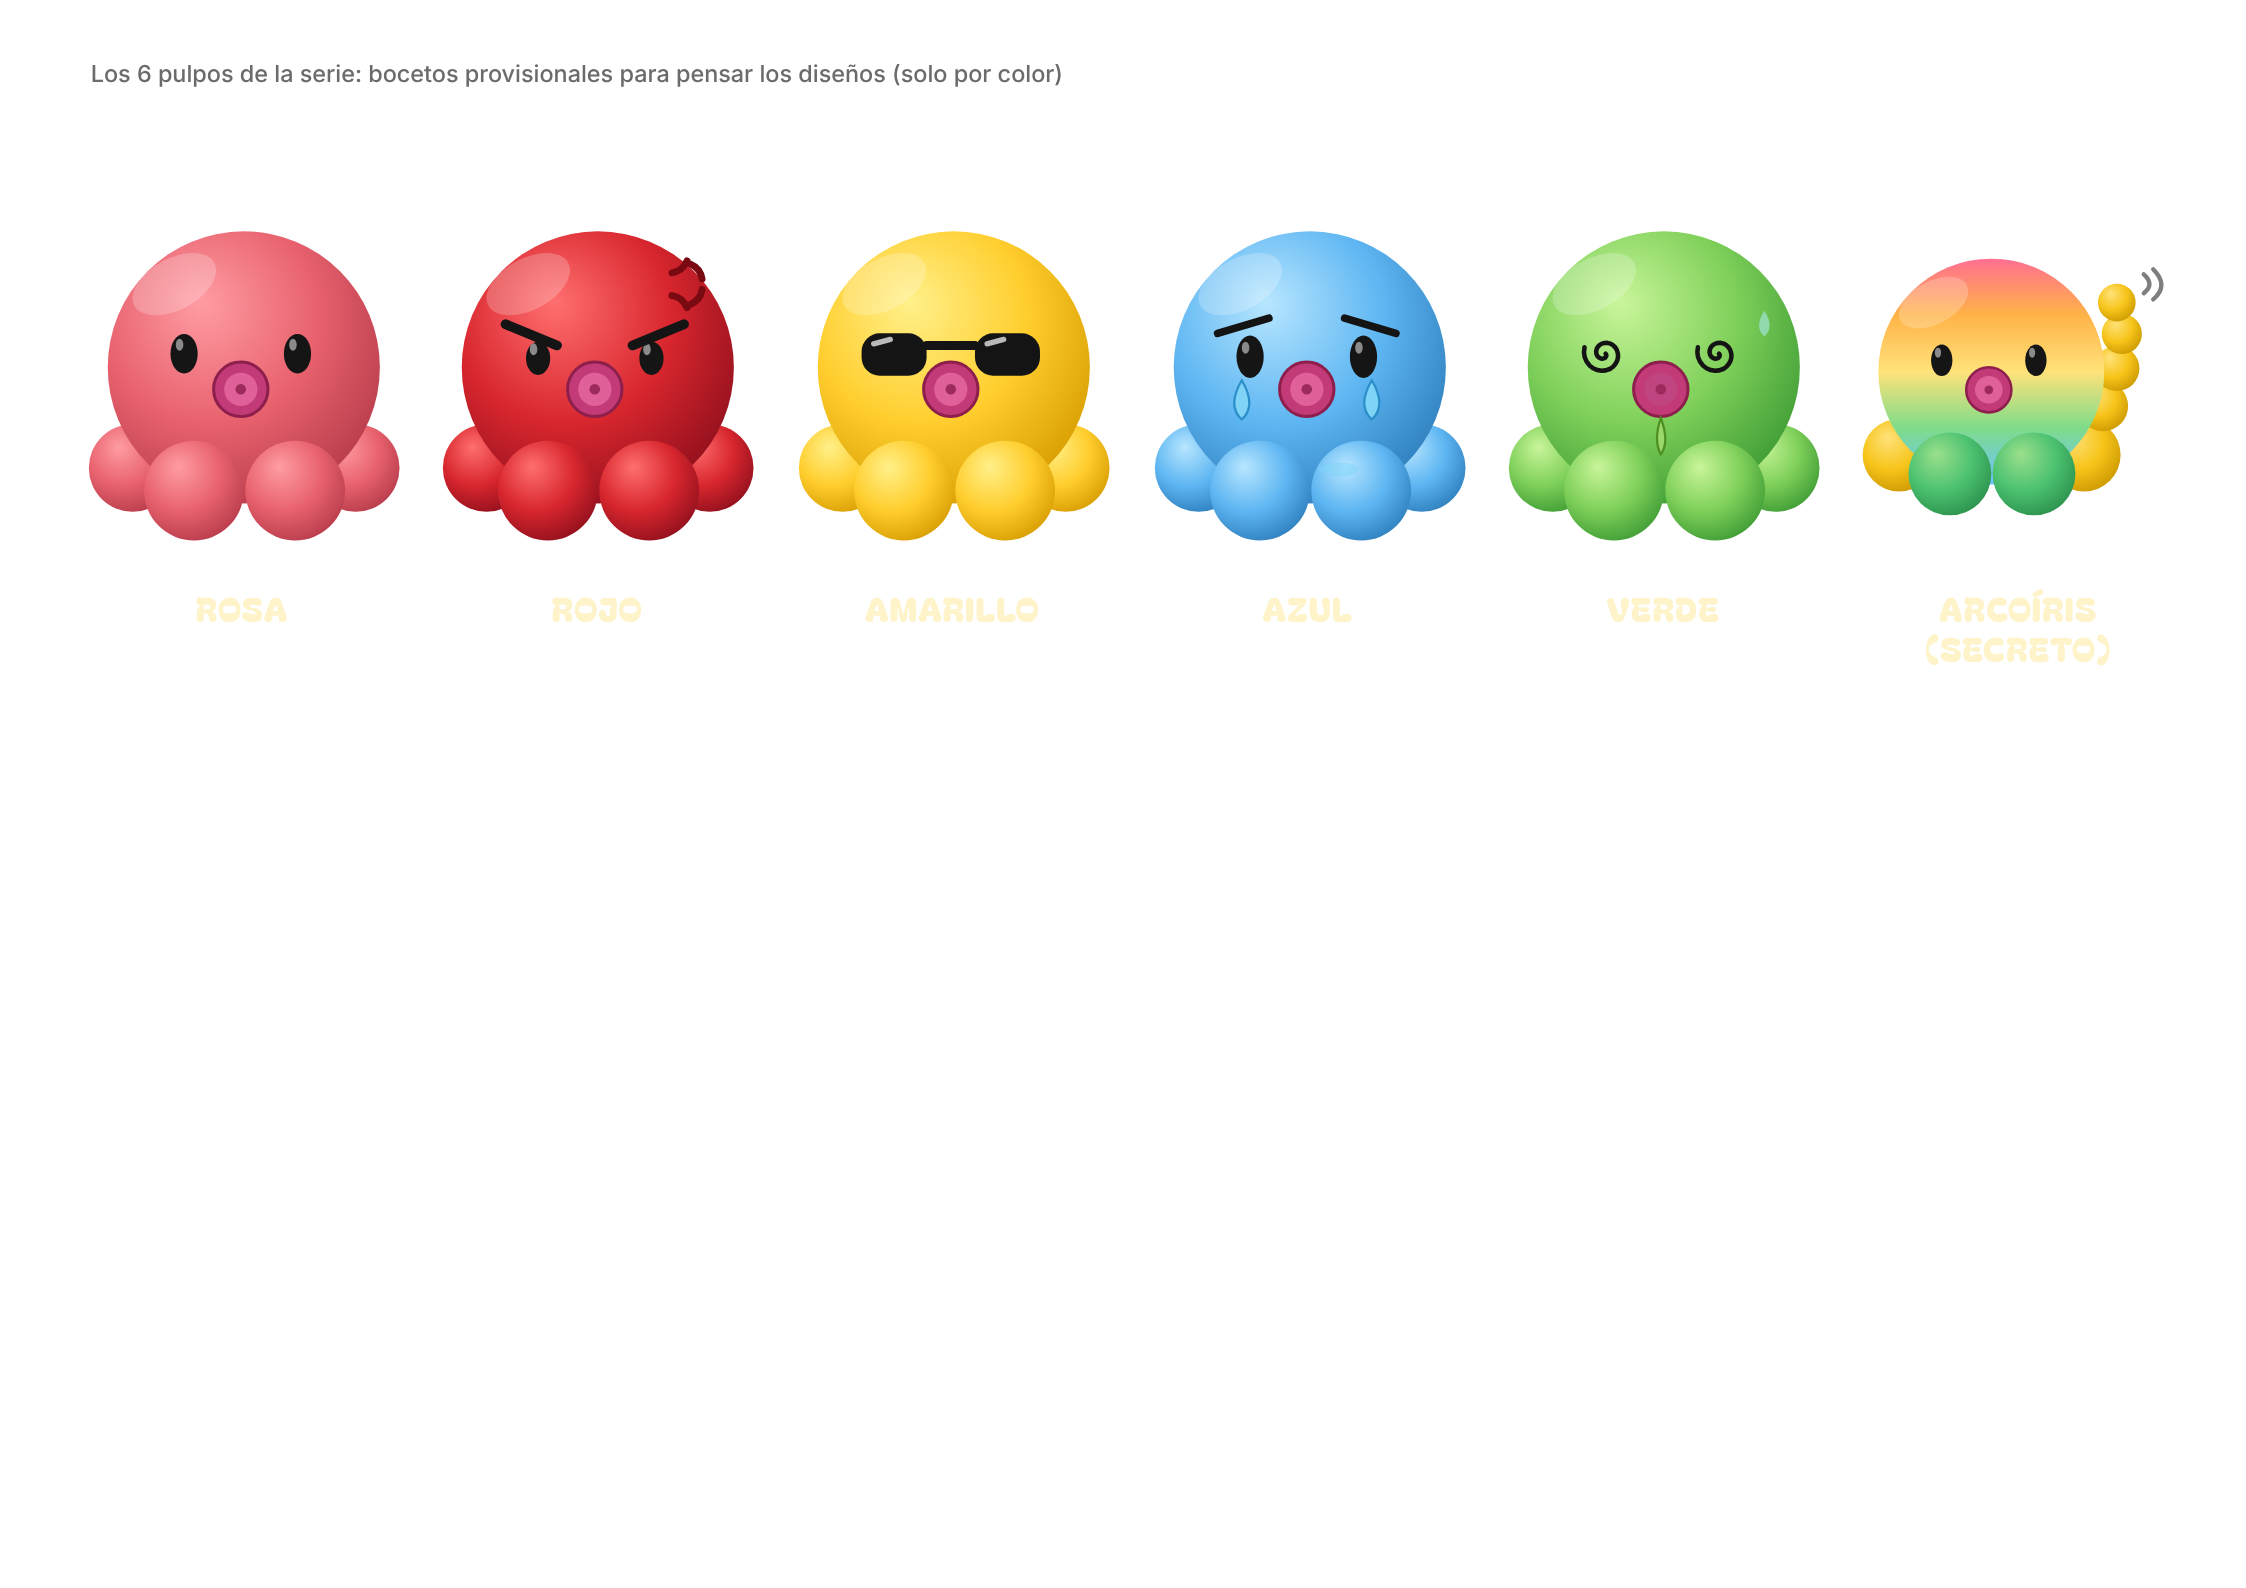 Los 6 pulpos de la serie: bocetos provisionales para pensar los diseños (solo por color)
ROSA
ROJO
AMARILLO
AZUL
VERDE
ARCOÍRIS
(SECRETO)